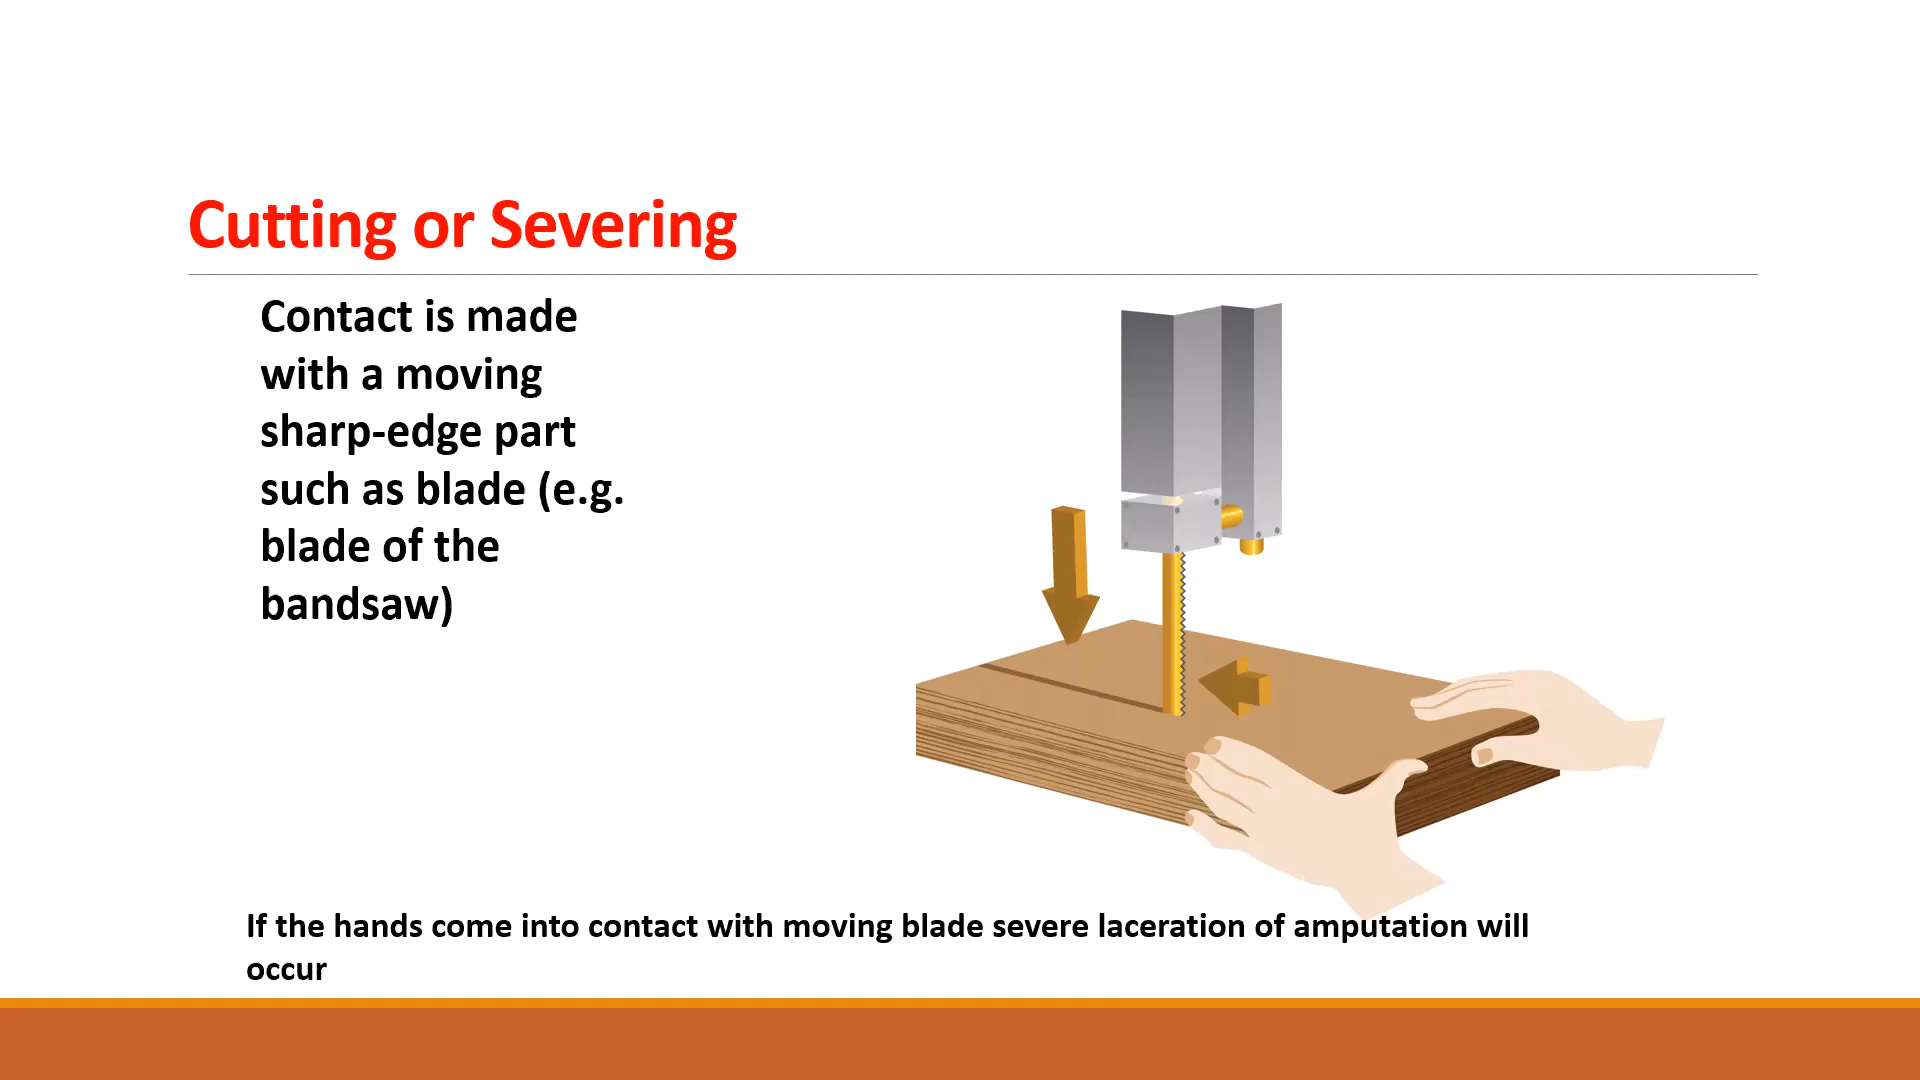 Cutting or Severing
Contact is made
with a moving
sharp-edge part
such as blade (e.g.
blade of the
bandsaw)
If the hands come into contact with moving blade severe laceration of amputation will
occur